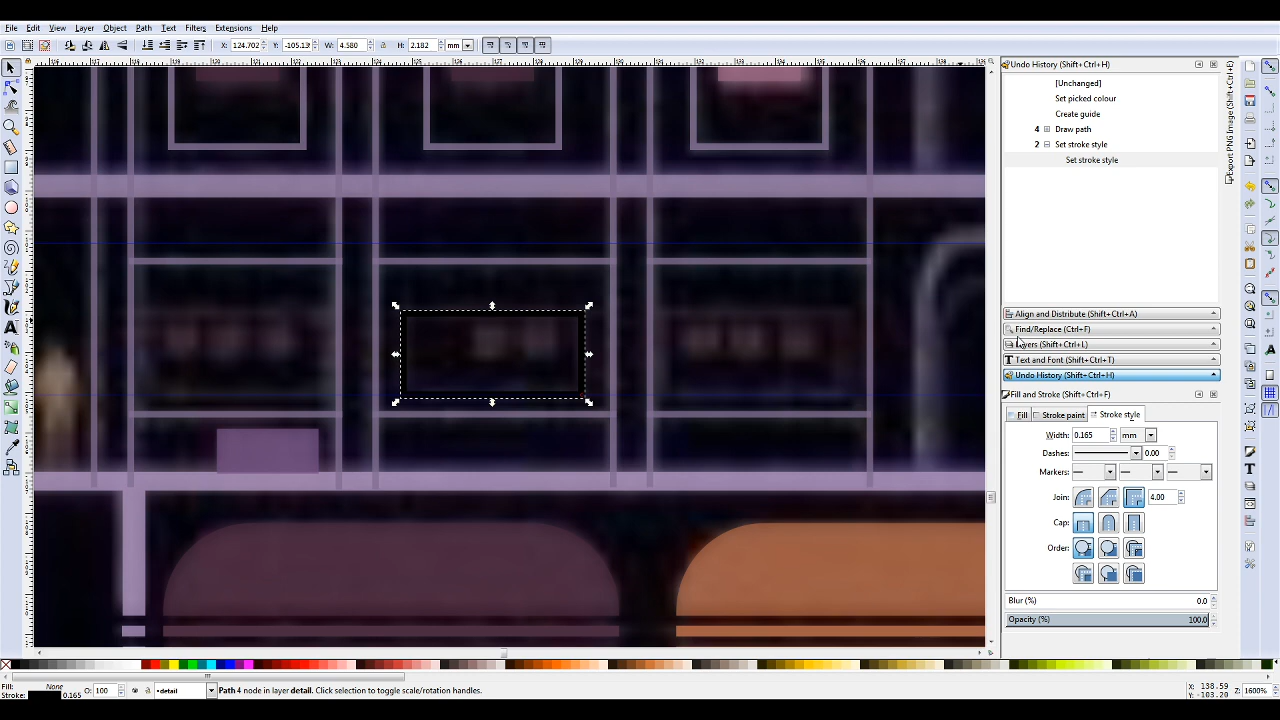 File Edit View Layer Object Path Text Filters Extensions Help
X: 124.702 Y: -105.13 W: 4.580 H: 2.182 mm
Undo History (Shift+Ctrl+H)
[Unchanged]
Set picked colour
Create guide
4 Draw path
2 Set stroke style
Set stroke style
Export PNG Image (Shift+Ctrl+E)
Align and Distribute (Shift+Ctrl+A)
Find/Replace (Ctrl+F)
Layers (Shift+Ctrl+L)
Text and Font (Shift+Ctrl+T)
Undo History (Shift+Ctrl+H)
Fill and Stroke (Shift+Ctrl+F)
Fill Stroke paint Stroke style
Width: 0.165 mm
Dashes: 0.00
Markers:
Join: 4.00
Cap:
Order:
Blur (%) 0.0
Opacity (%) 100.0
Fill: None
Stroke: 0.165
O: 100
•detail
Path 4 node in layer detail. Click selection to toggle scale/rotation handles.
X: 138.59
Y: -103.20
Z: 1600%